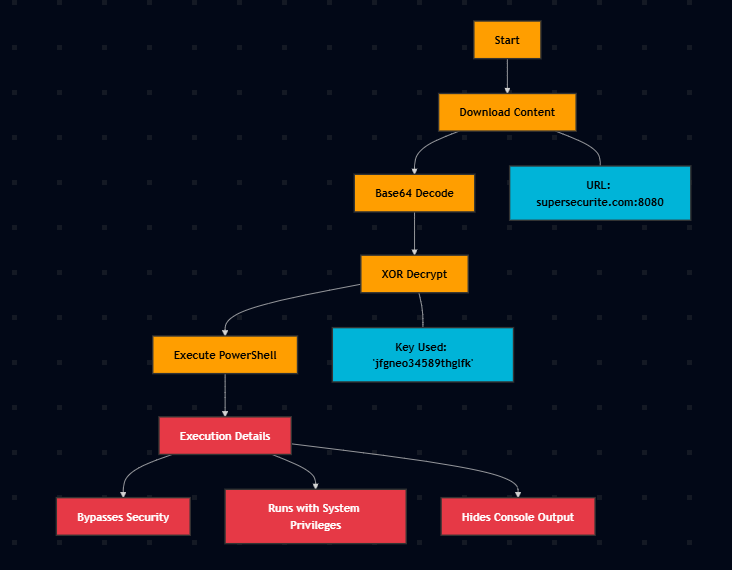 Start
Download Content
Base64 Decode
URL:
supersecurite.com:8080
XOR Decrypt
Execute PowerShell
Key Used:
'jfgneo34589thglfk'
Execution Details
Bypasses Security
Runs with System
Privileges
Hides Console Output